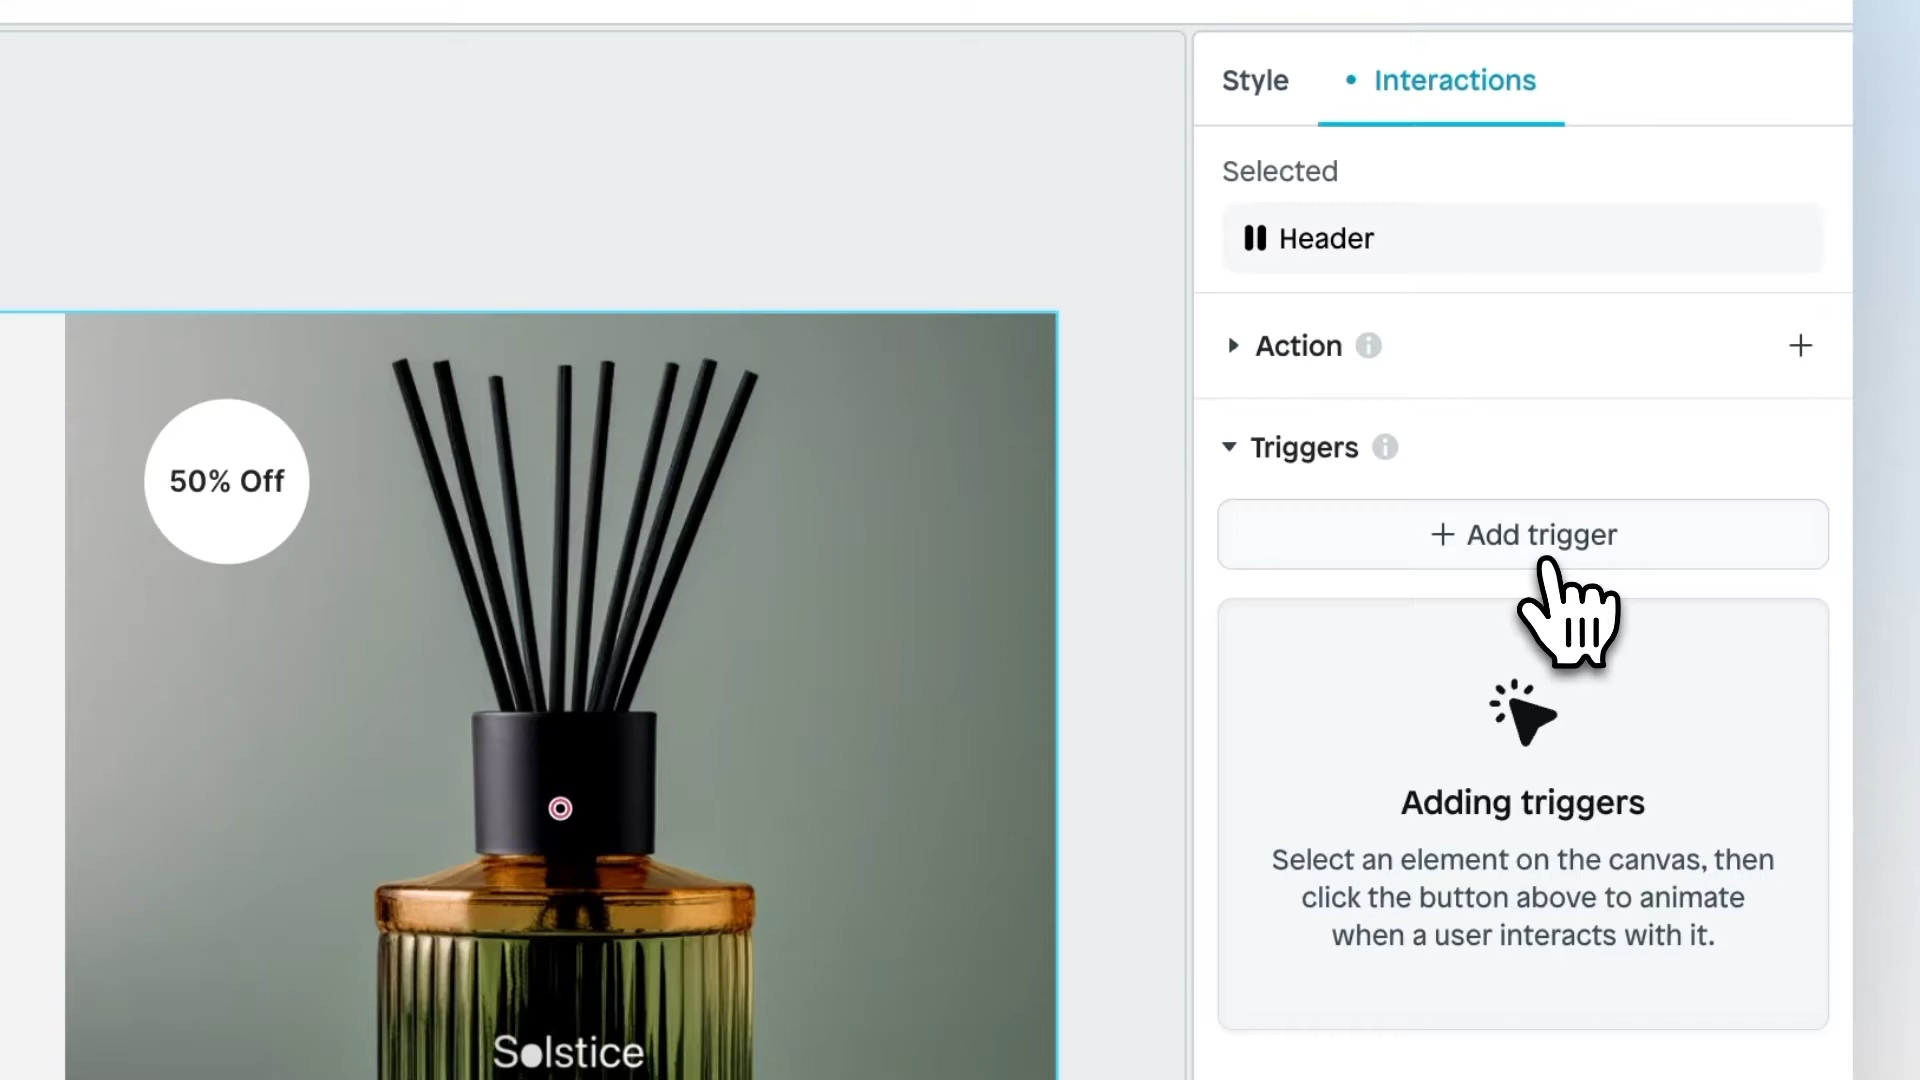 Style
Interactions
Selected
Header
Action
Triggers
Add trigger
50% Off
Adding triggers
Select an element on the canvas, then
click the button above to animate
when a user interacts with it.
Solstice